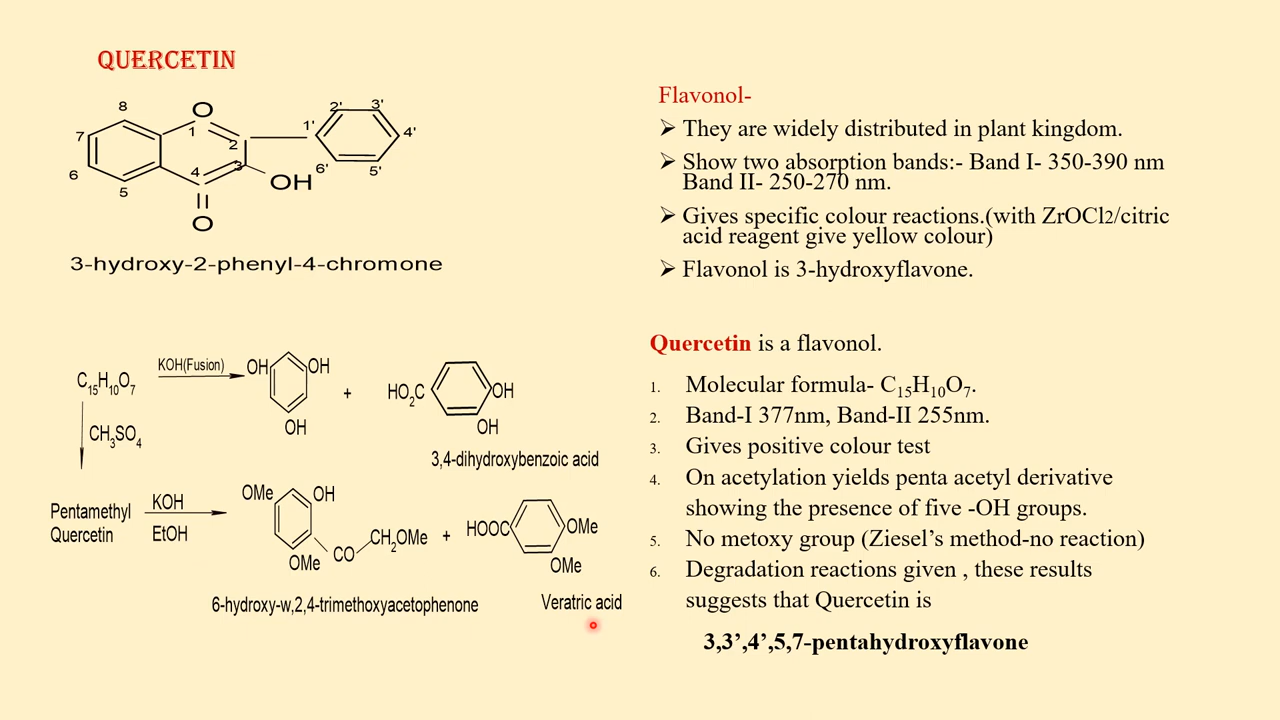 QUERCETIN
8
O
2'
3'
7
1
1'
4'
2
6
4
3
6'
5'
5
OH
O
3-hydroxy-2-phenyl-4-chromone
Flavonol-
➢ They are widely distributed in plant kingdom.
➢ Show two absorption bands:- Band I- 350-390 nm
Band II- 250-270 nm.
➢ Gives specific colour reactions.(with ZrOCl2/citric
acid reagent give yellow colour)
➢ Flavonol is 3-hydroxyflavone.
C15H10O7
KOH(Fusion)
OH
OH
OH
+
HO2C
OH
OH
3,4-dihydroxybenzoic acid
CH3SO4
Pentamethyl
Quercetin
KOH
EtOH
OMe
OH
OMe
CO
CH2OMe
+
HOOC
OMe
OMe
6-hydroxy-w,2,4-trimethoxyacetophenone
Veratric acid
Quercetin is a flavonol.
1. Molecular formula- C15H10O7.
2. Band-I 377nm, Band-II 255nm.
3. Gives positive colour test
4. On acetylation yields penta acetyl derivative
showing the presence of five -OH groups.
5. No metoxy group (Ziesel’s method-no reaction)
6. Degradation reactions given , these results
suggests that Quercetin is
3,3’,4’,5,7-pentahydroxyflavone